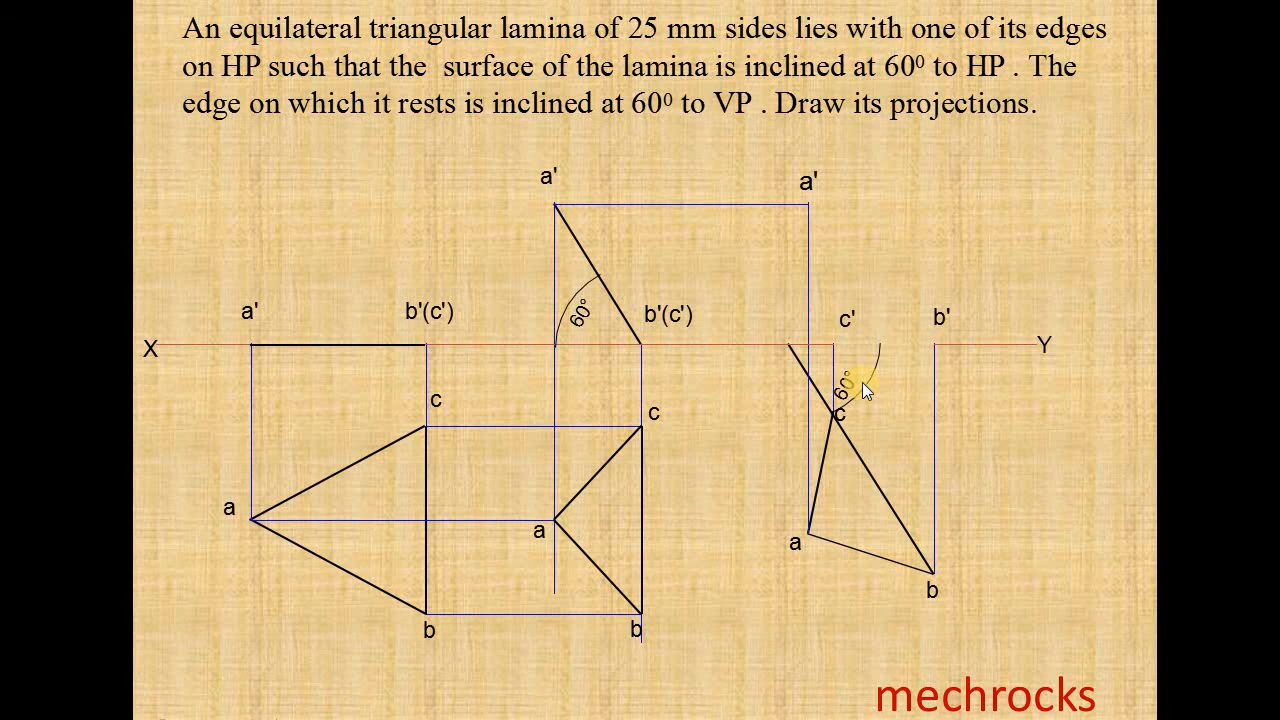 An equilateral triangular lamina of 25 mm sides lies with one of its edges
on HP such that the surface of the lamina is inclined at 60⁰ to HP . The
edge on which it rests is inclined at 60⁰ to VP . Draw its projections.
a' a'
a' b'(c') 60° b'(c') c' b'
X Y
60°
c c c
a a a
b b b
mechrocks